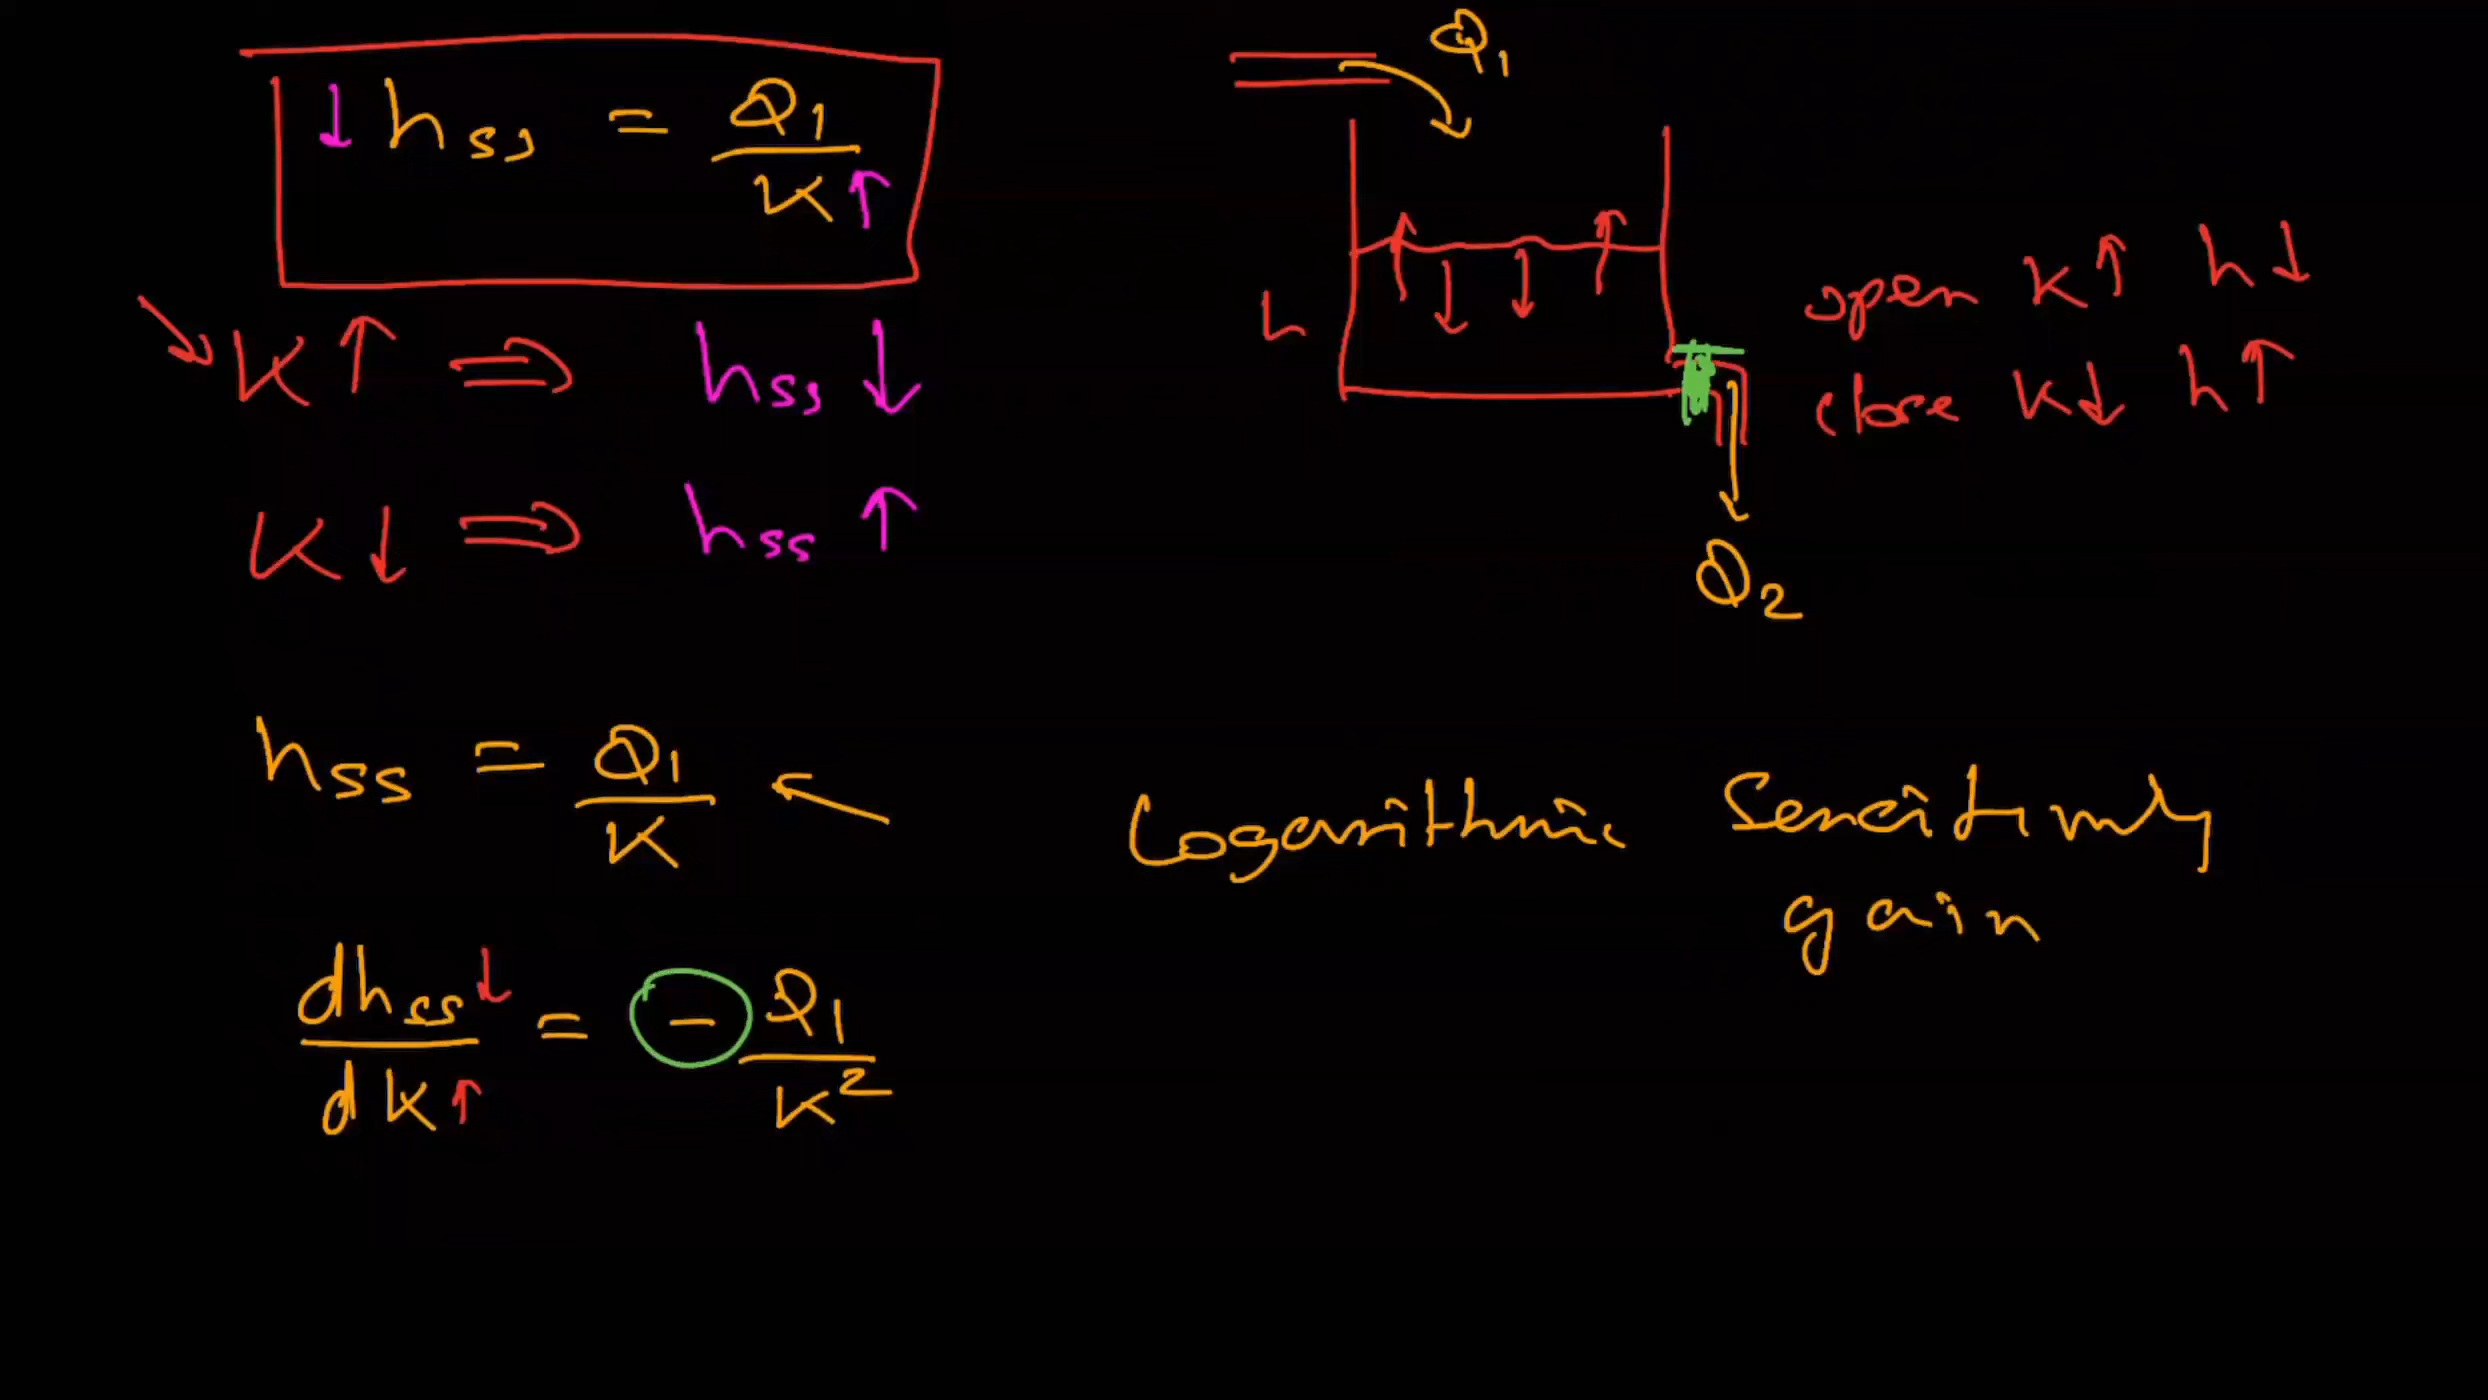 ↓ hss = Q1/K↑
K↑ ⇒ hss ↓
K↓ ⇒ hss ↑
hss = Q1/K ←
dhss↓/dK↑ = - Q1/K²
Q1
h
open K↑ h↓
close K↓ h↑
Q2
Logarithmic Sensitivity
gain